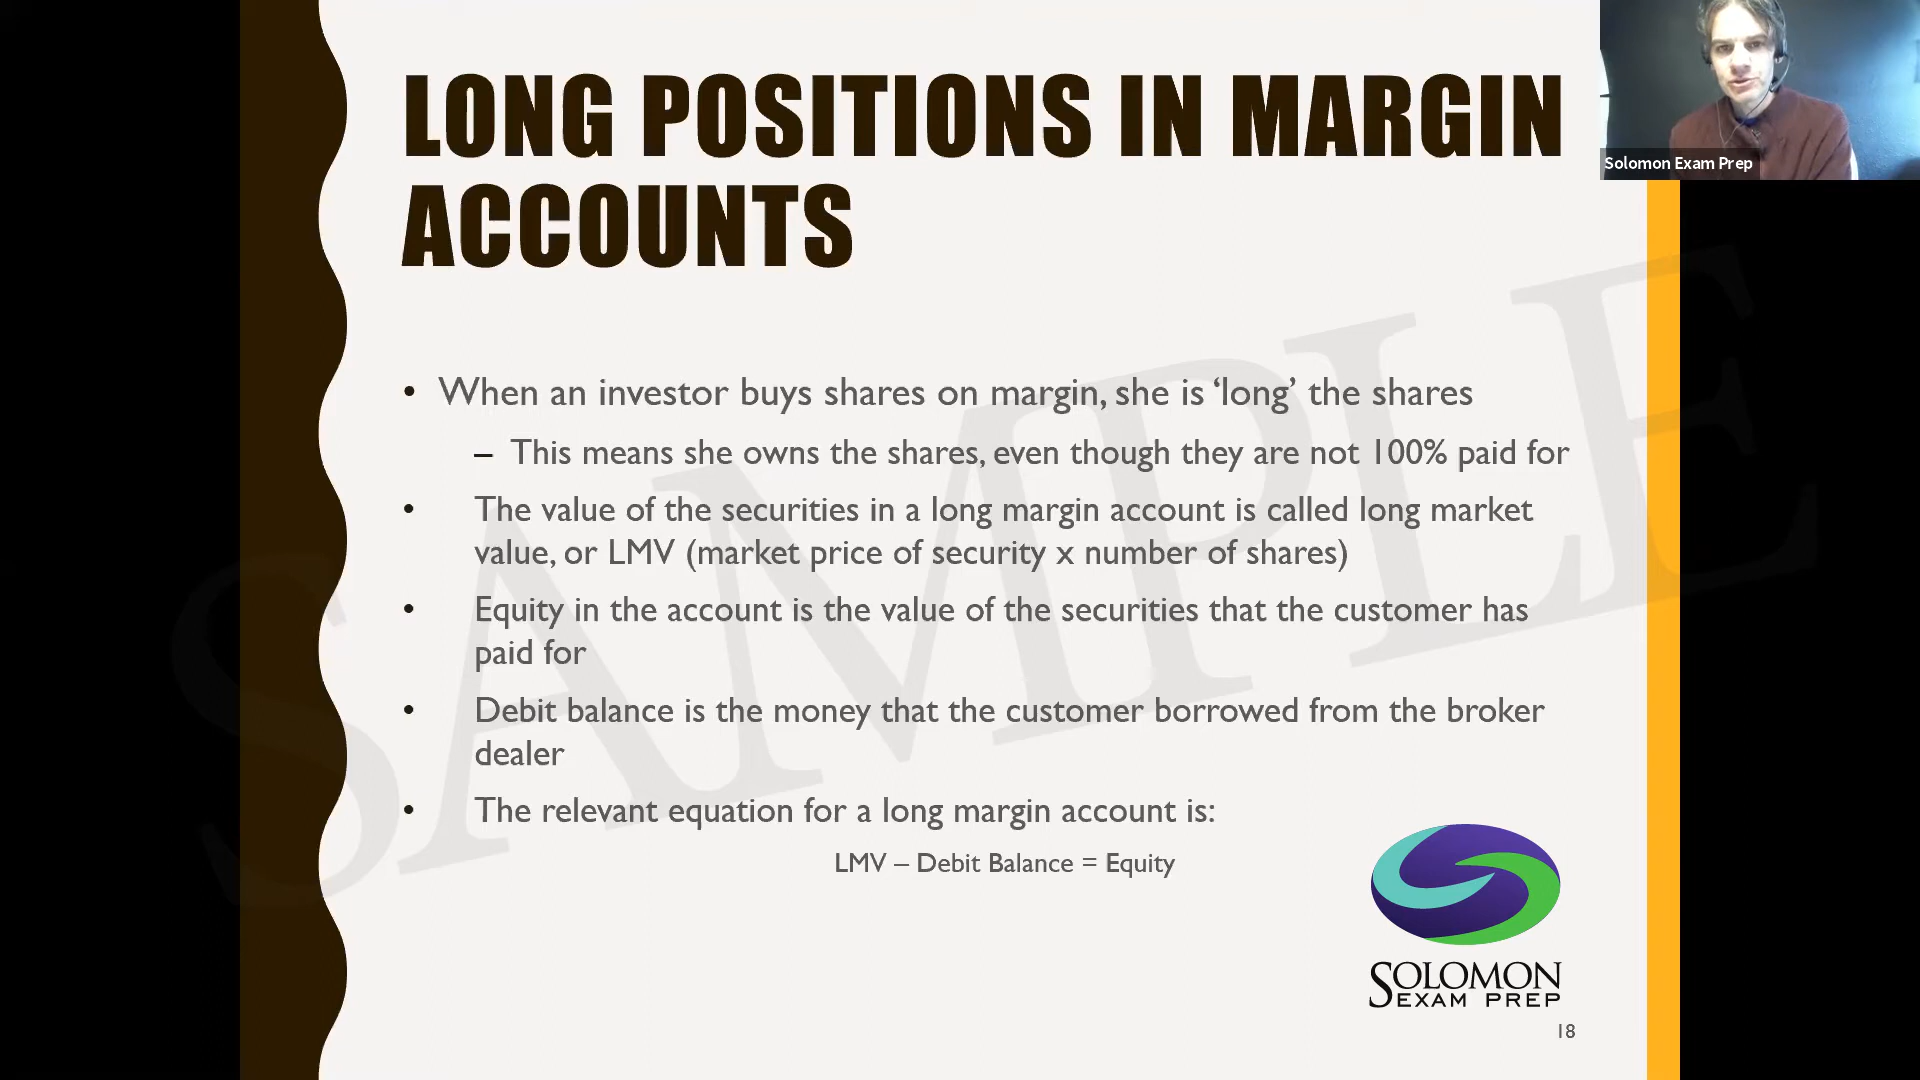 LONG POSITIONS IN MARGIN
ACCOUNTS
Solomon Exam Prep
• When an investor buys shares on margin, she is ‘long’ the shares
– This means she owns the shares, even though they are not 100% paid for
• The value of the securities in a long margin account is called long market
value, or LMV (market price of security x number of shares)
• Equity in the account is the value of the securities that the customer has
paid for
• Debit balance is the money that the customer borrowed from the broker
dealer
• The relevant equation for a long margin account is:
LMV – Debit Balance = Equity
SAMPLE
SOLOMON
EXAM PREP
18